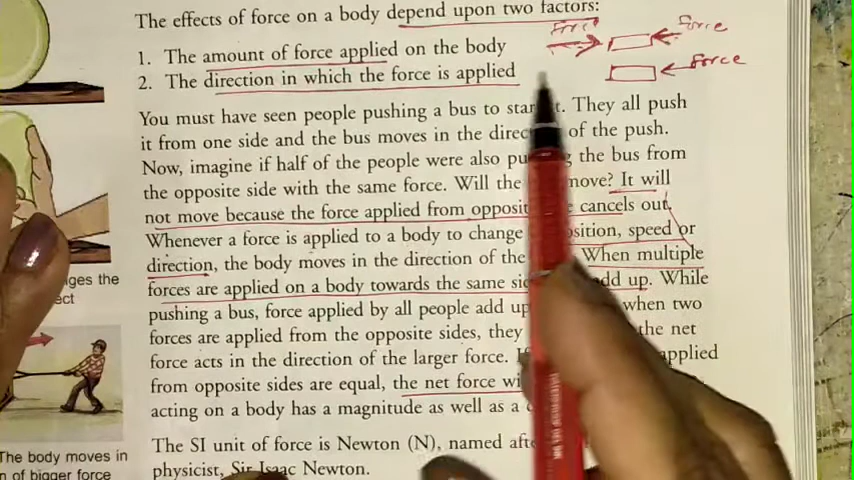 The effects of force on a body depend upon two factors:
Force
Force
1. The amount of force applied on the body
2. The direction in which the force is applied
Force
You must have seen people pushing a bus to star t. They all push
it from one side and the bus moves in the direc of the push.
Now, imagine if half of the people were also pu g the bus from
the opposite side with the same force. Will the move? It will
not move because the force applied from opposit cancels out.
Whenever a force is applied to a body to change osition, speed or
direction, the body moves in the direction of the When multiple
forces are applied on a body towards the same si add up. While
pushing a bus, force applied by all people add up when two
forces are applied from the opposite sides, they the net
force acts in the direction of the larger force. applied
from opposite sides are equal, the net force wi
acting on a body has a magnitude as well as a
The SI unit of force is Newton (N), named aft
physicist, Sir Isaac Newton.
ges the
ect
The body moves in
n of bigger force